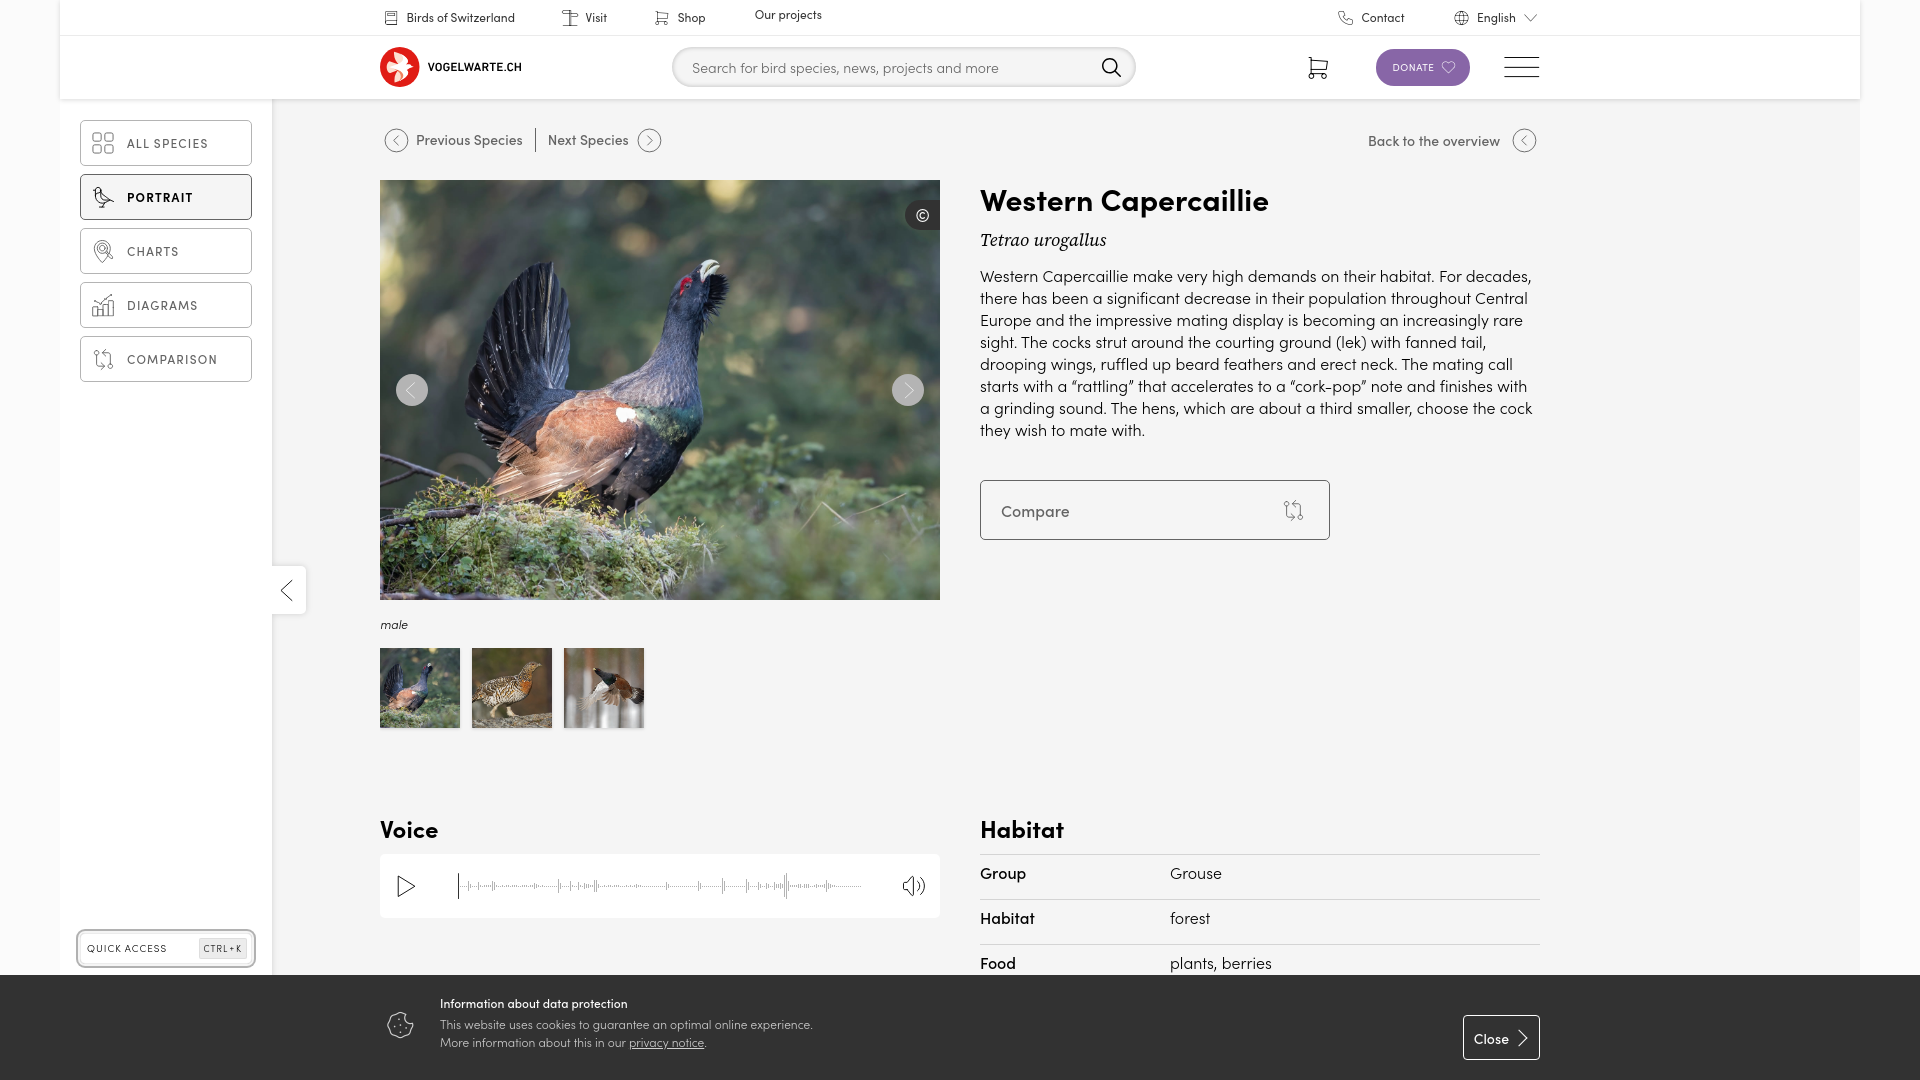 Birds of Switzerland
Visit
Shop
Our projects
Contact
English
VOGELWARTE.CH
Search for bird species, news, projects and more
DONATE
ALL SPECIES
PORTRAIT
CHARTS
DIAGRAMS
COMPARISON
Previous Species
Next Species
Back to the overview
©
Western Capercaillie
Tetrao urogallus
Western Capercaillie make very high demands on their habitat. For decades,
there has been a significant decrease in their population throughout Central
Europe and the impressive mating display is becoming an increasingly rare
sight. The cocks strut around the courting ground (lek) with fanned tail,
drooping wings, ruffled up beard feathers and erect neck. The mating call
starts with a “rattling” that accelerates to a “cork-pop” note and finishes with
a grinding sound. The hens, which are about a third smaller, choose the cock
they wish to mate with.
Compare
male
Voice
Habitat
Group Grouse
Habitat forest
Food plants, berries
QUICK ACCESS CTRL+K
Information about data protection
This website uses cookies to guarantee an optimal online experience.
More information about this in our privacy notice.
Close